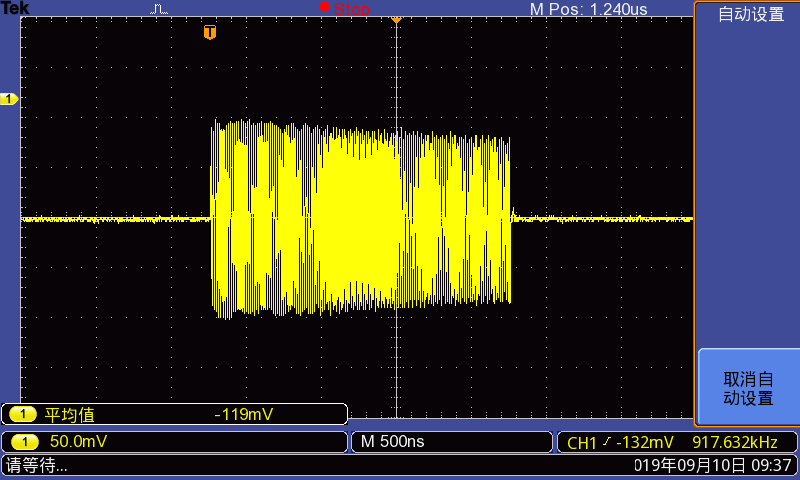 Tek
Stop
M Pos: 1.240us
自动设置
T
1
取消自
动设置
1 平均值 -119mV
1 50.0mV
M 500ns
CH1 -132mV 917.632kHz
请等待...
019年09月10日 09:37